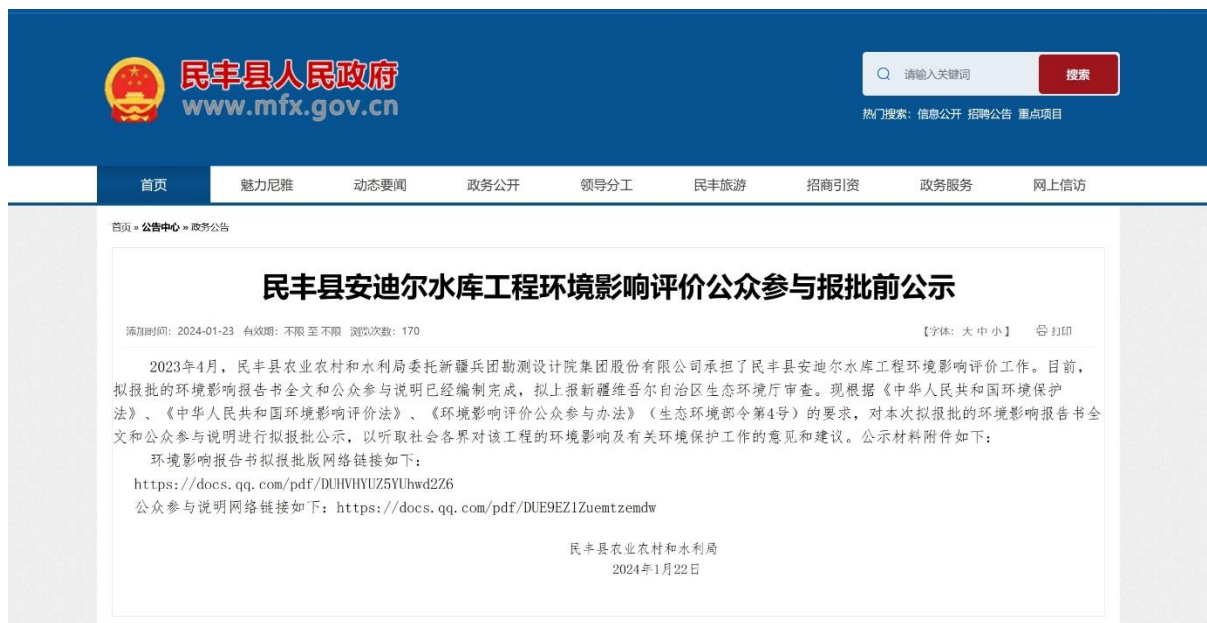 民丰县人民政府
www.mfx.gov.cn
请输入关键词
搜索
热门搜索：信息公开 招聘公告 重点项目
首页 魅力尼雅 动态要闻 政务公开 领导分工 民丰旅游 招商引资 政务服务 网上信访
首页 » 公告中心 » 政务公告
民丰县安迪尔水库工程环境影响评价公众参与报批前公示
添加时间：2024-01-23 有效期：不限 至 不限 浏览次数：170 【字体：大 中 小】 打印
2023年4月，民丰县农业农村和水利局委托新疆兵团勘测设计院集团股份有限公司承担了民丰县安迪尔水库工程环境影响评价工作。目前，
拟报批的环境影响报告书全文和公众参与说明已经编制完成，拟上报新疆维吾尔自治区生态环境厅审查。现根据《中华人民共和国环境保护
法》、《中华人民共和国环境影响评价法》、《环境影响评价公众参与办法》（生态环境部令第4号）的要求，对本次拟报批的环境影响报告书全
文和公众参与说明进行拟报批公示，以听取社会各界对该工程的环境影响及有关环境保护工作的意见和建议。公示材料附件如下：
环境影响报告书拟报批版网络链接如下：
https://docs.qq.com/pdf/DUHVHYUZ5YUhwd2Z6
公众参与说明网络链接如下：https://docs.qq.com/pdf/DUE9EZ1Zuemtzemdw
民丰县农业农村和水利局
2024年1月22日